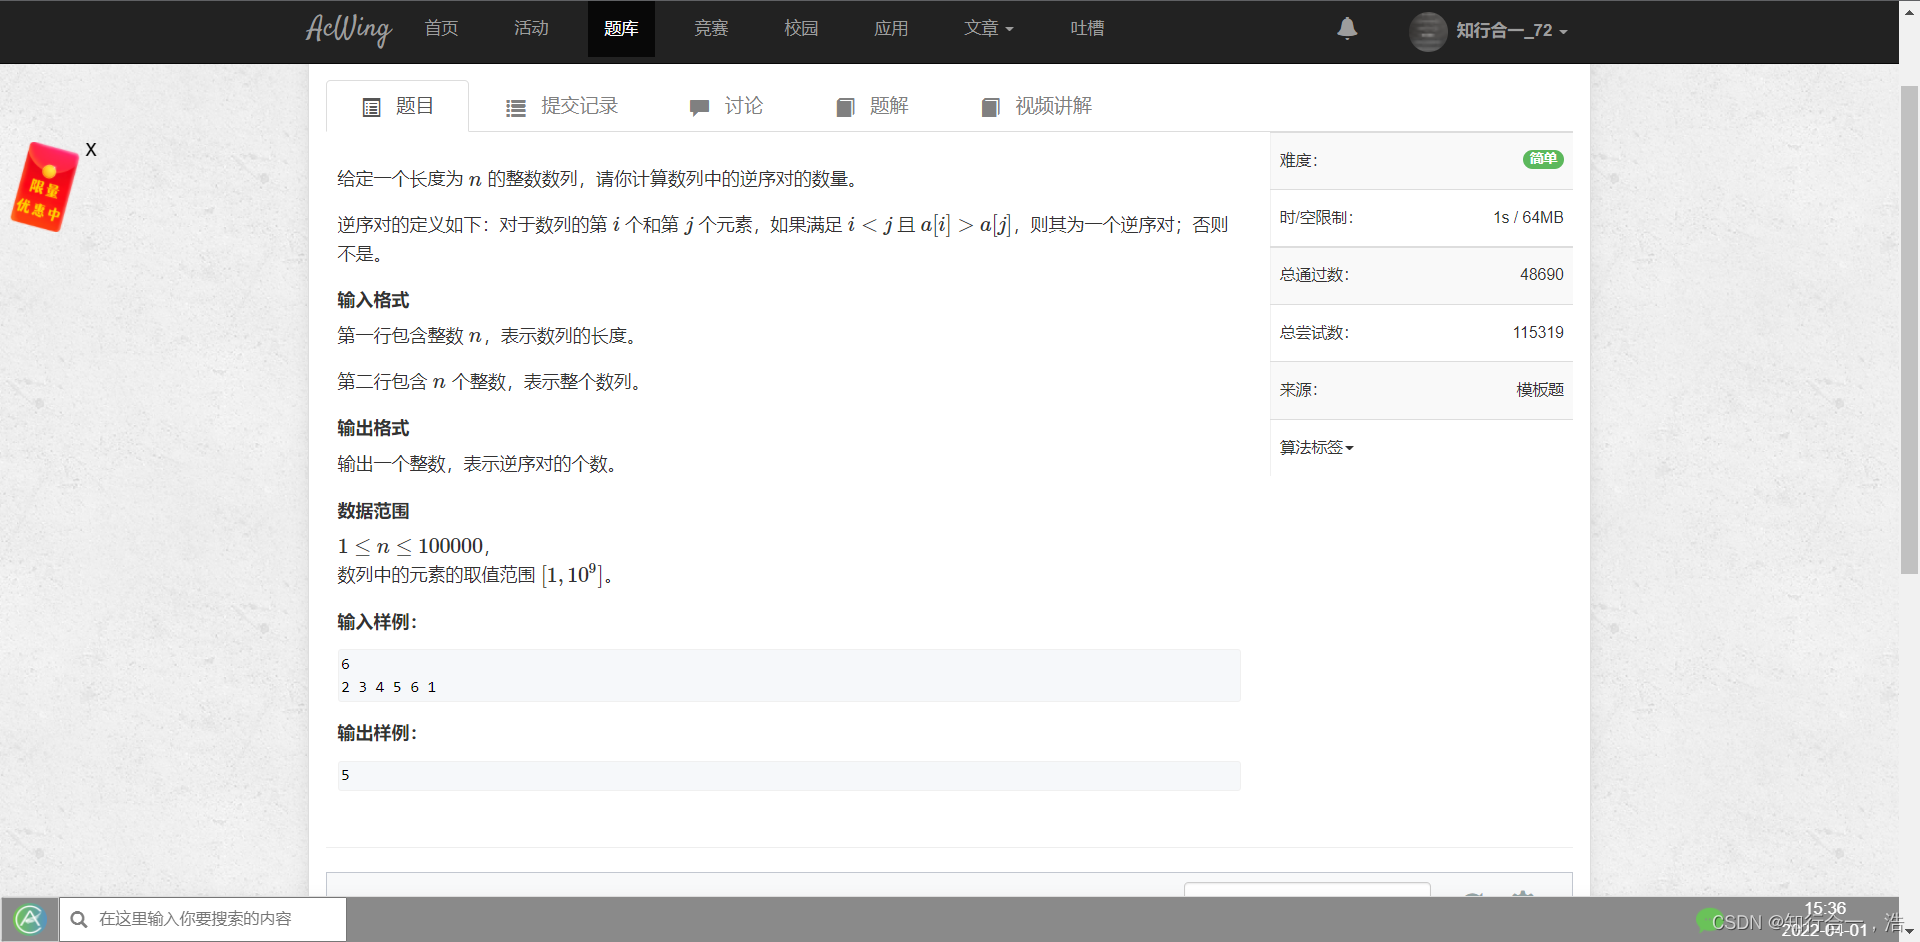 AcWing 首页 活动 题库 竞赛 校园 应用 文章 吐槽 知行合一_72
题目 提交记录 讨论 题解 视频讲解
X
限量
优惠中
给定一个长度为 n 的整数数列，请你计算数列中的逆序对的数量。
逆序对的定义如下：对于数列的第 i 个和第 j 个元素，如果满足 i < j 且 a[i] > a[j]，则其为一个逆序对；否则
不是。
输入格式
第一行包含整数 n，表示数列的长度。
第二行包含 n 个整数，表示整个数列。
输出格式
输出一个整数，表示逆序对的个数。
数据范围
1 ≤ n ≤ 100000，
数列中的元素的取值范围 [1, 10⁹]。
输入样例：
6
2 3 4 5 6 1
输出样例：
5
难度： 简单
时/空限制： 1s / 64MB
总通过数： 48690
总尝试数： 115319
来源： 模板题
算法标签
在这里输入你要搜索的内容
15:36
CSDN @知行合一，浩
2022-04-01